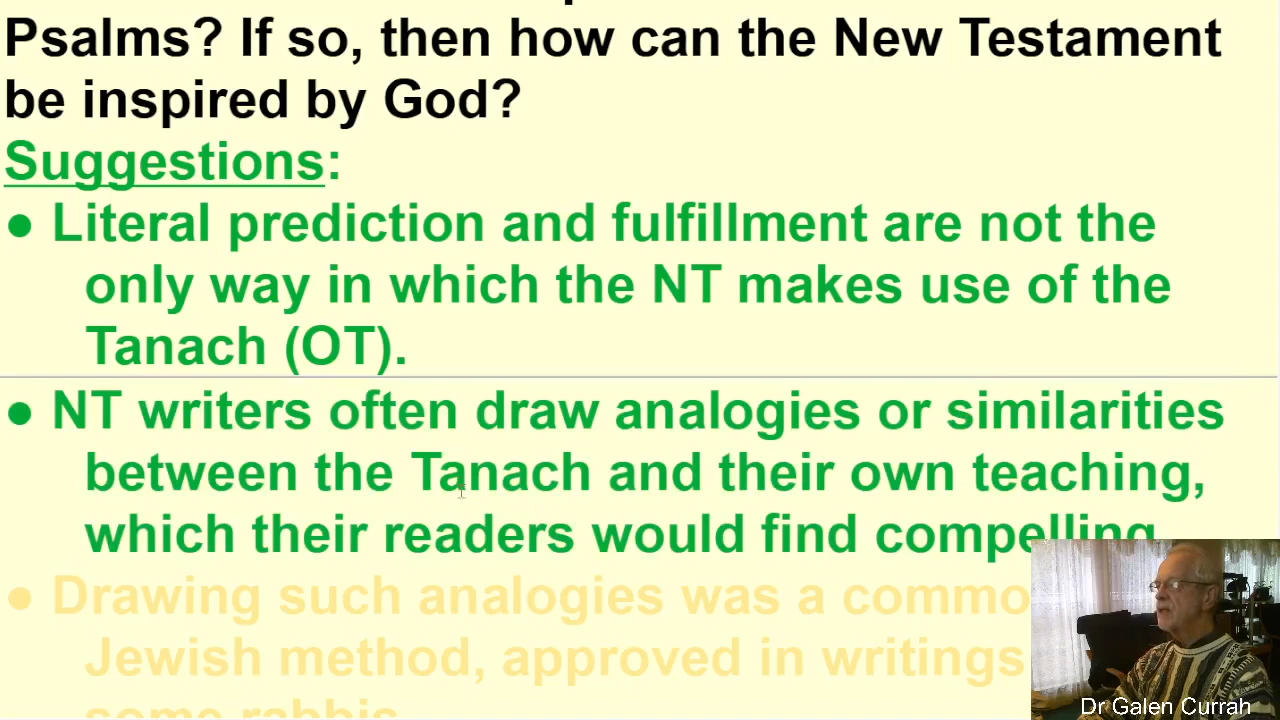 Psalms? If so, then how can the New Testament
be inspired by God?
Suggestions:
● Literal prediction and fulfillment are not the
only way in which the NT makes use of the
Tanach (OT).
● NT writers often draw analogies or similarities
between the Tanach and their own teaching,
which their readers would find compelling
● Drawing such analogies was a commo
Jewish method, approved in writings
some rabbis
Dr Galen Currah